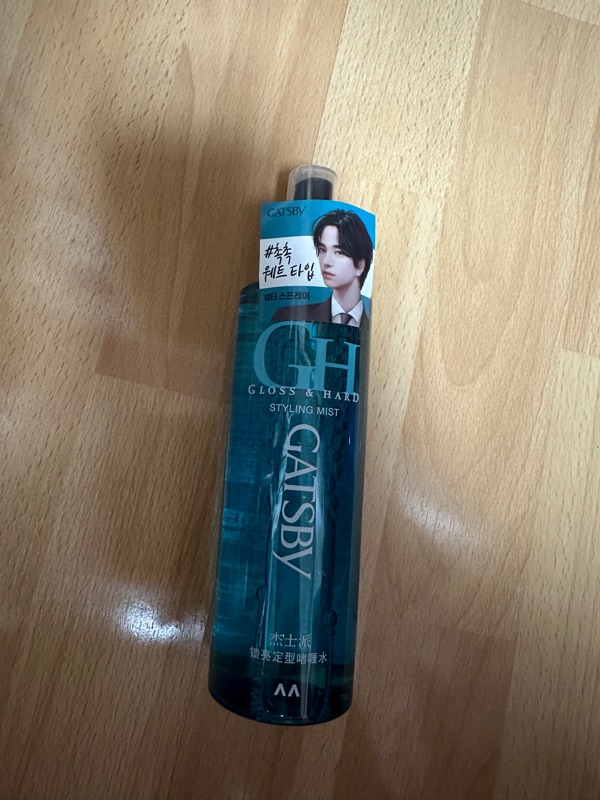 GATSBY
#촉촉
웨트 타입
워터 스프레이
GH
GLOSS & HARD
STYLING MIST
GATSBY
杰士派
锁亮定型啫喱水